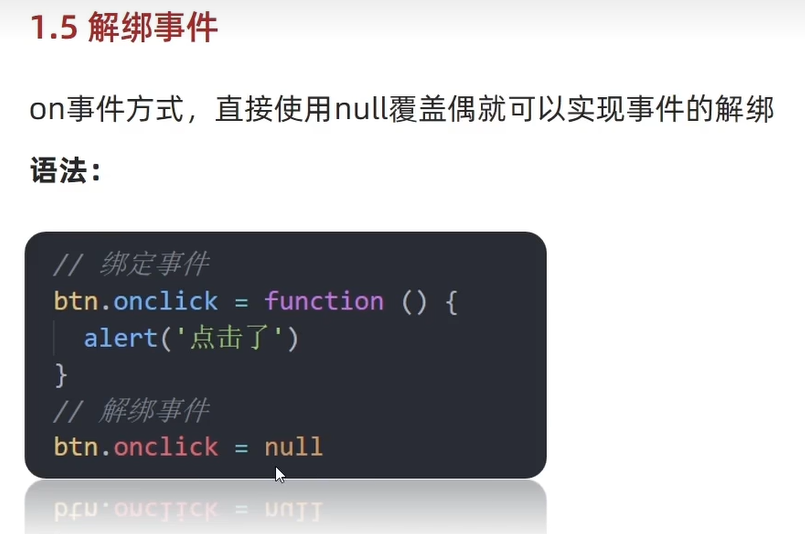 1.5 解绑事件
on事件方式，直接使用null覆盖偶就可以实现事件的解绑
语法：
// 绑定事件
btn.onclick = function () {
  alert('点击了')
}
// 解绑事件
btn.onclick = null